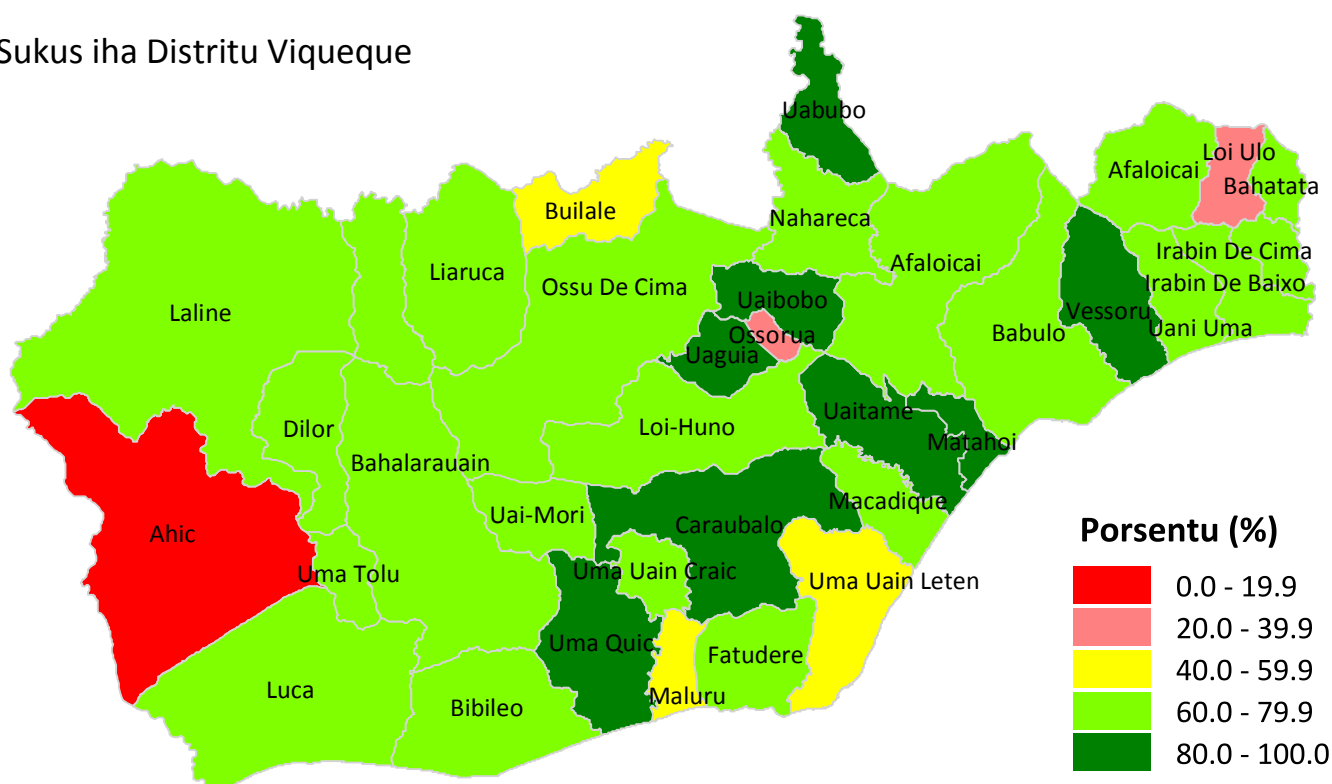 Sukus iha Distritu Viqueque
Uabubo
Loi Ulo
Afaloicai
Bahatata
Builale
Nahareca
Irabin De Cima
Afaloicai
Liaruca
Irabin De Baixo
Ossu De Cima
Uaibobo
Laline
Vessoru
Uani Uma
Babulo
Ossorua
Uaguia
Uaitame
Dilor
Loi-Huno
Matahoi
Bahalarauain
Macadique
Uai-Mori
Caraubalo
Ahic
Uma Tolu
Uma Uain Craic
Uma Uain Leten
Uma Quic
Fatudere
Luca
Maluru
Bibileo
Porsentu (%)
0.0 - 19.9
20.0 - 39.9
40.0 - 59.9
60.0 - 79.9
80.0 - 100.0